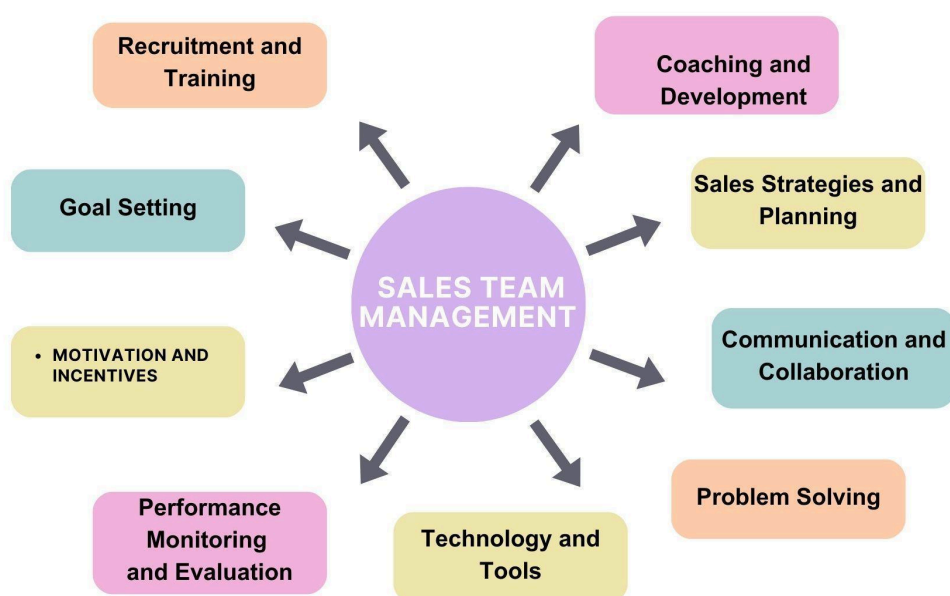 Recruitment and
Training
Coaching and
Development
Goal Setting
Sales Strategies and
Planning
SALES TEAM
MANAGEMENT
• MOTIVATION AND
INCENTIVES
Communication and
Collaboration
Performance
Monitoring
and Evaluation
Technology and
Tools
Problem Solving